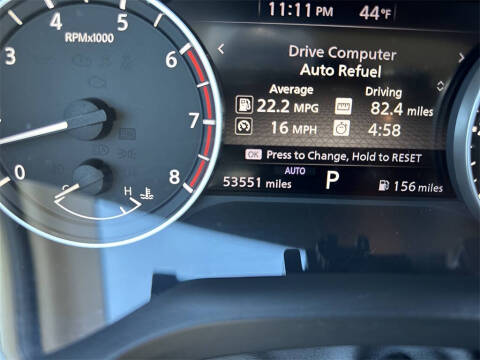 11:11 PM 44°F
Drive Computer
Auto Refuel
Average Driving
22.2 MPG 82.4 miles
16 MPH 4:58
OK Press to Change, Hold to RESET
AUTO
53551 miles P 156 miles
RPMx1000
0
3
4
5
6
7
8
C H